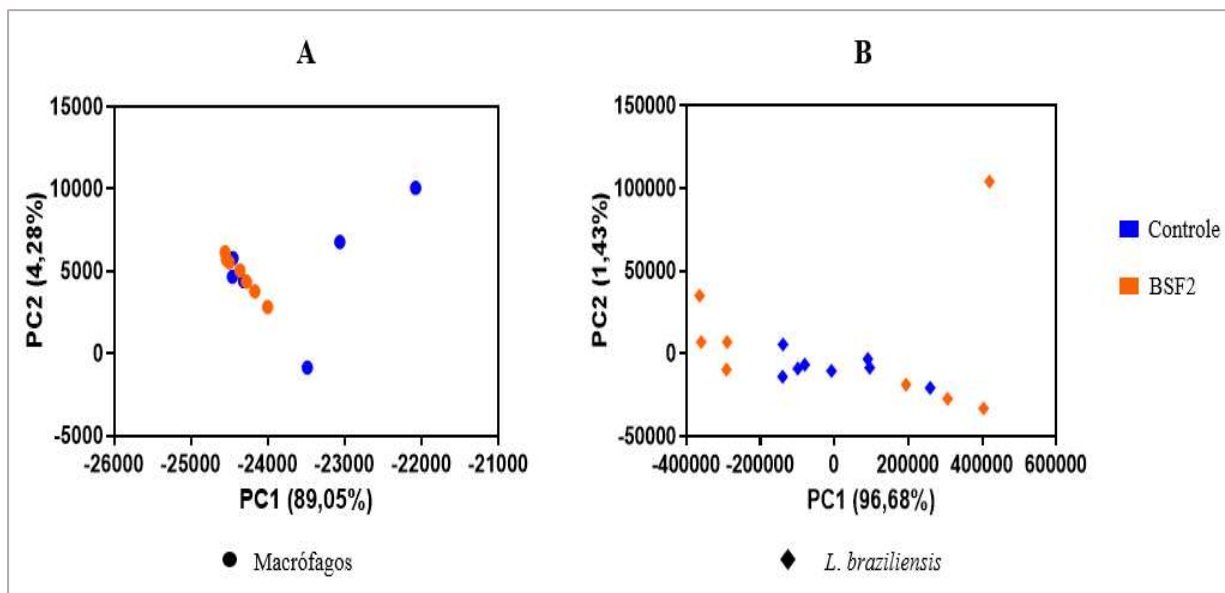 A
B
15000
10000
5000
0
-5000
PC2 (4,28%)
-26000 -25000 -24000 -23000 -22000 -21000
PC1 (89,05%)
150000
100000
50000
0
-50000
PC2 (1,43%)
-400000 -200000 0 200000 400000 600000
PC1 (96,68%)
Controle
BSF2
Macrófagos
L. braziliensis